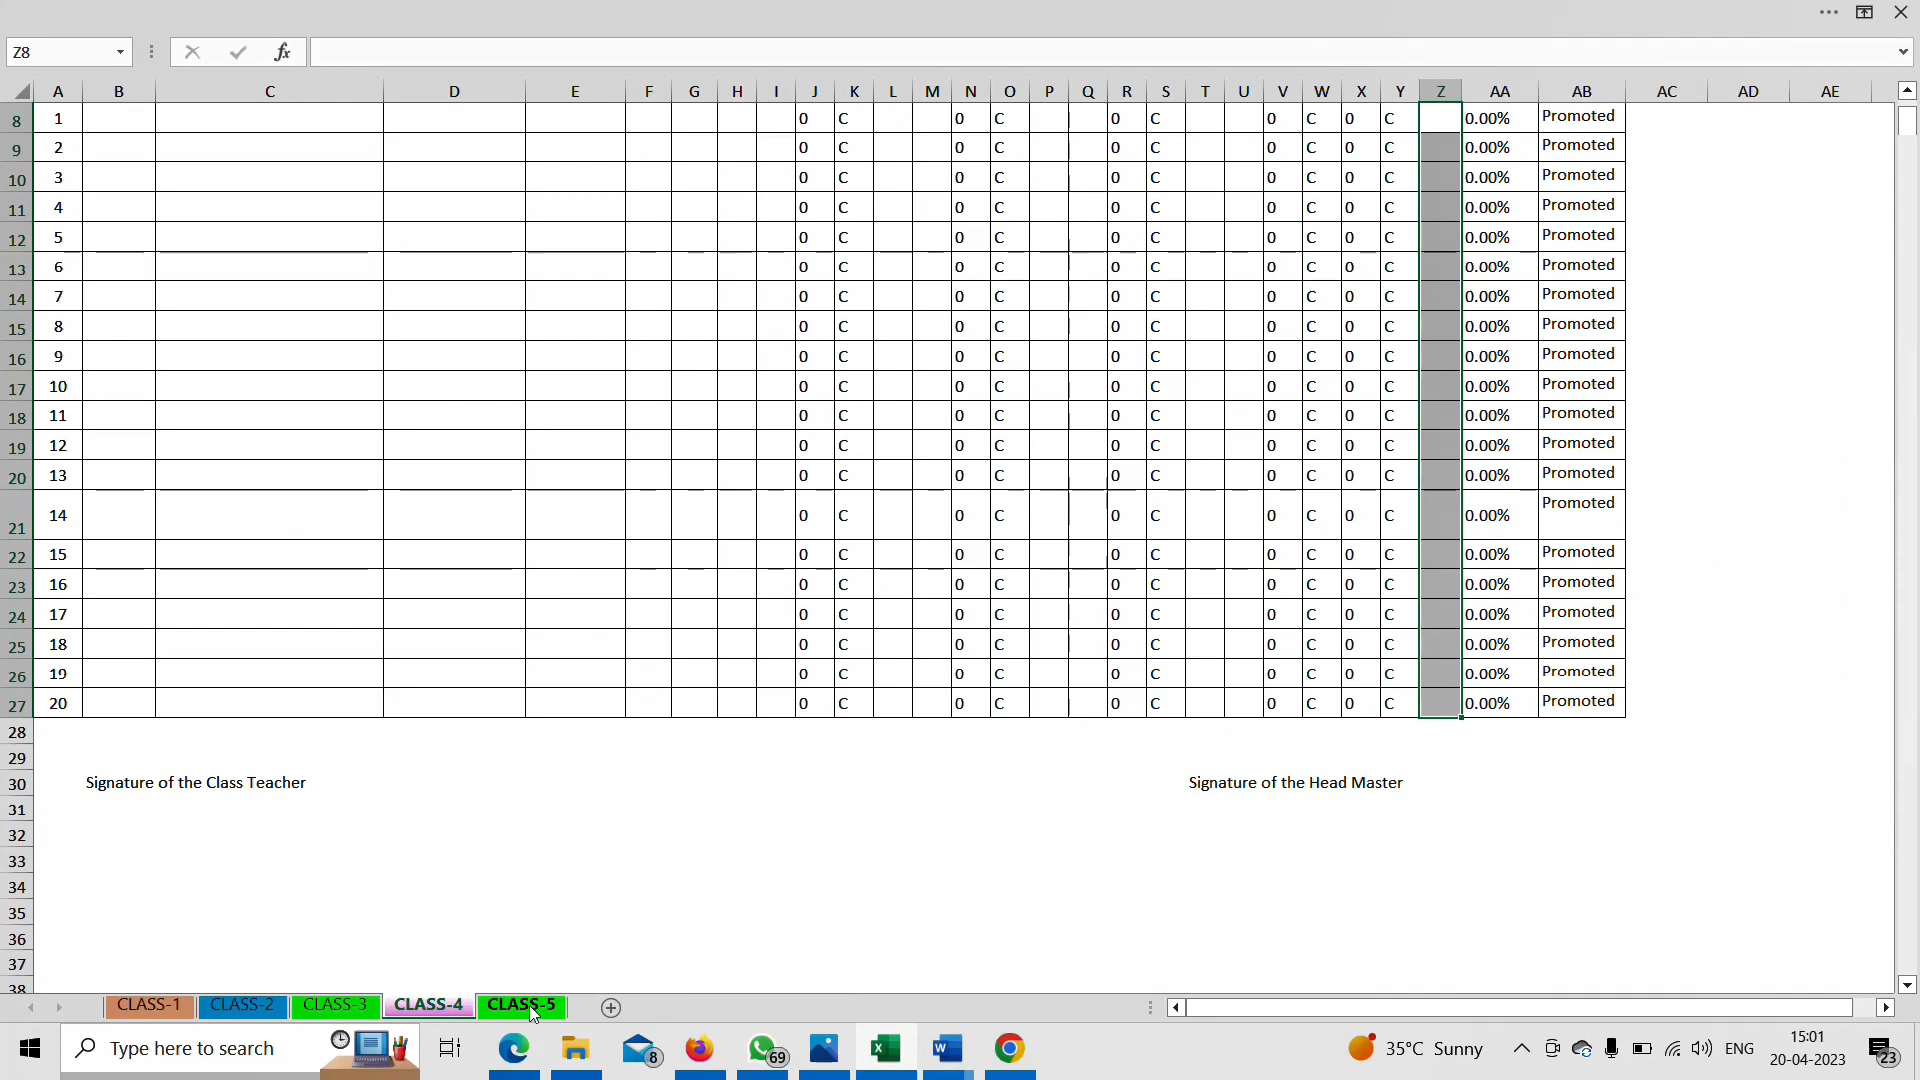 Z8
fx
A B C D E F G H I J K L M N O P Q R S T U V W X Y Z AA AB AC AD AE
8 1 0 C 0 C 0 C 0 C 0 C 0.00% Promoted
9 2 0 C 0 C 0 C 0 C 0 C 0.00% Promoted
10 3 0 C 0 C 0 C 0 C 0 C 0.00% Promoted
11 4 0 C 0 C 0 C 0 C 0 C 0.00% Promoted
12 5 0 C 0 C 0 C 0 C 0 C 0.00% Promoted
13 6 0 C 0 C 0 C 0 C 0 C 0.00% Promoted
14 7 0 C 0 C 0 C 0 C 0 C 0.00% Promoted
15 8 0 C 0 C 0 C 0 C 0 C 0.00% Promoted
16 9 0 C 0 C 0 C 0 C 0 C 0.00% Promoted
17 10 0 C 0 C 0 C 0 C 0 C 0.00% Promoted
18 11 0 C 0 C 0 C 0 C 0 C 0.00% Promoted
19 12 0 C 0 C 0 C 0 C 0 C 0.00% Promoted
20 13 0 C 0 C 0 C 0 C 0 C 0.00% Promoted
21 14 0 C 0 C 0 C 0 C 0 C 0.00% Promoted
22 15 0 C 0 C 0 C 0 C 0 C 0.00% Promoted
23 16 0 C 0 C 0 C 0 C 0 C 0.00% Promoted
24 17 0 C 0 C 0 C 0 C 0 C 0.00% Promoted
25 18 0 C 0 C 0 C 0 C 0 C 0.00% Promoted
26 19 0 C 0 C 0 C 0 C 0 C 0.00% Promoted
27 20 0 C 0 C 0 C 0 C 0 C 0.00% Promoted
28
29
30 Signature of the Class Teacher Signature of the Head Master
31
32
33
34
35
36
37
38
CLASS-1 CLASS-2 CLASS-3 CLASS-4 CLASS-5
Type here to search 8 69 35°C Sunny ENG 15:01
20-04-2023 23